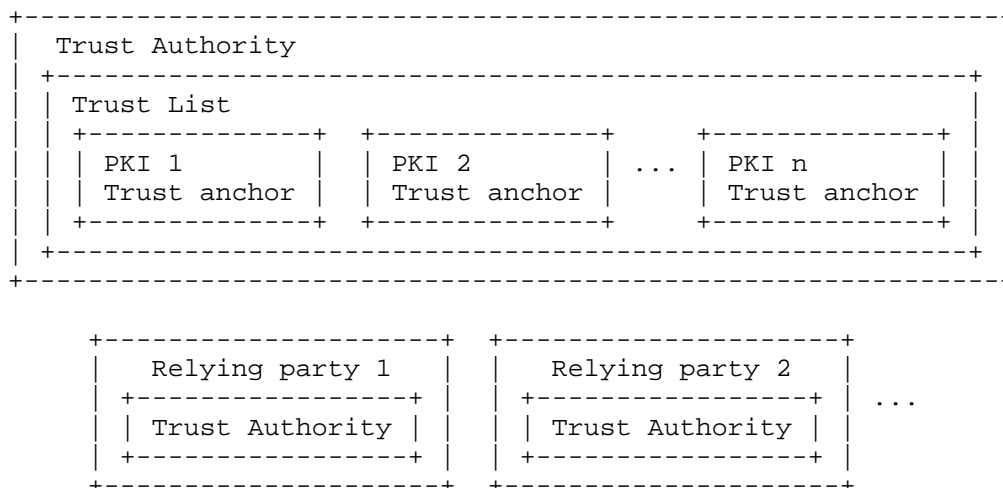 Trust Authority
Trust List
PKI 1 PKI 2 ... PKI n
Trust anchor Trust anchor Trust anchor
Relying party 1 Relying party 2
...
Trust Authority Trust Authority